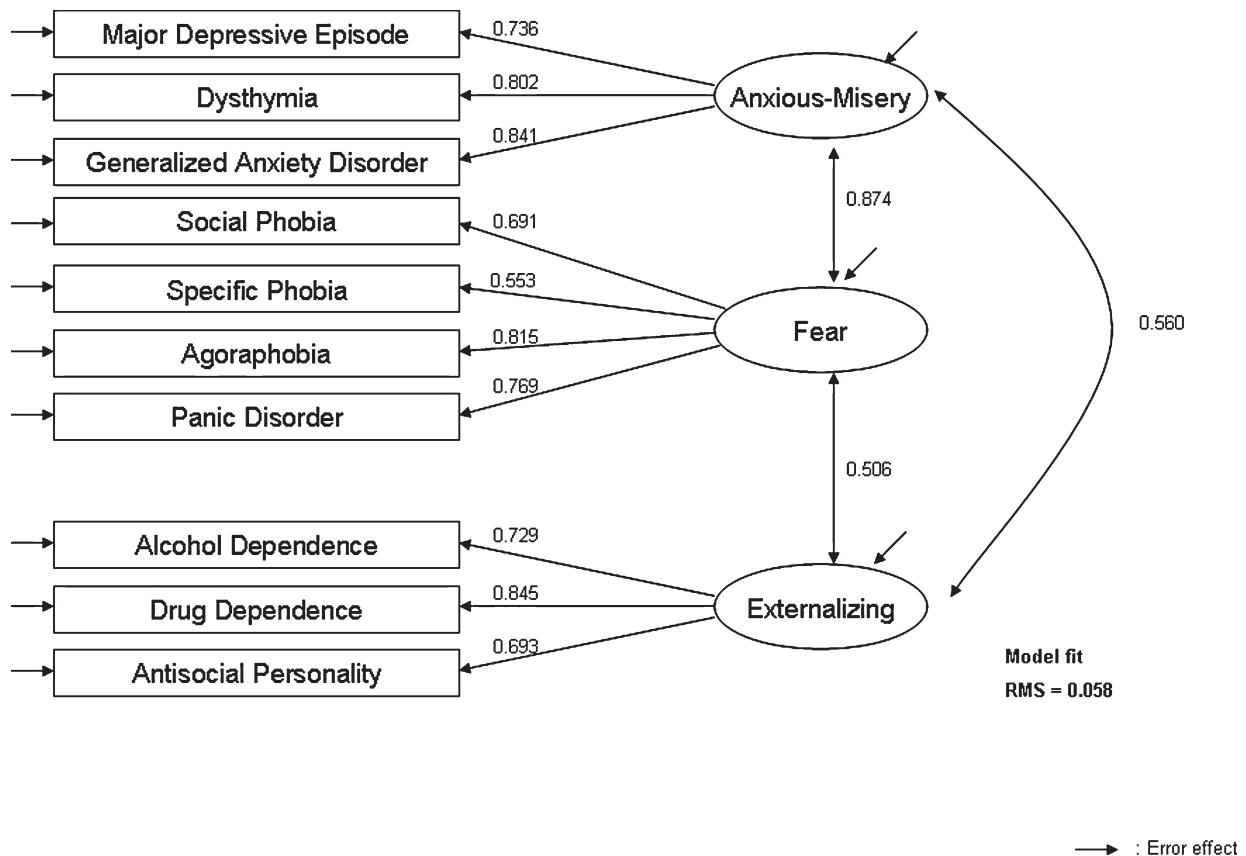 Major Depressive Episode
0.736
Dysthymia
0.802
Anxious-Misery
Generalized Anxiety Disorder
0.841
Social Phobia
0.691
0.874
Specific Phobia
0.553
Agoraphobia
0.815
Fear
0.560
Panic Disorder
0.769
0.506
Alcohol Dependence
0.729
Drug Dependence
0.845
Externalizing
Antisocial Personality
0.693
Model fit
RMS = 0.058
: Error effect